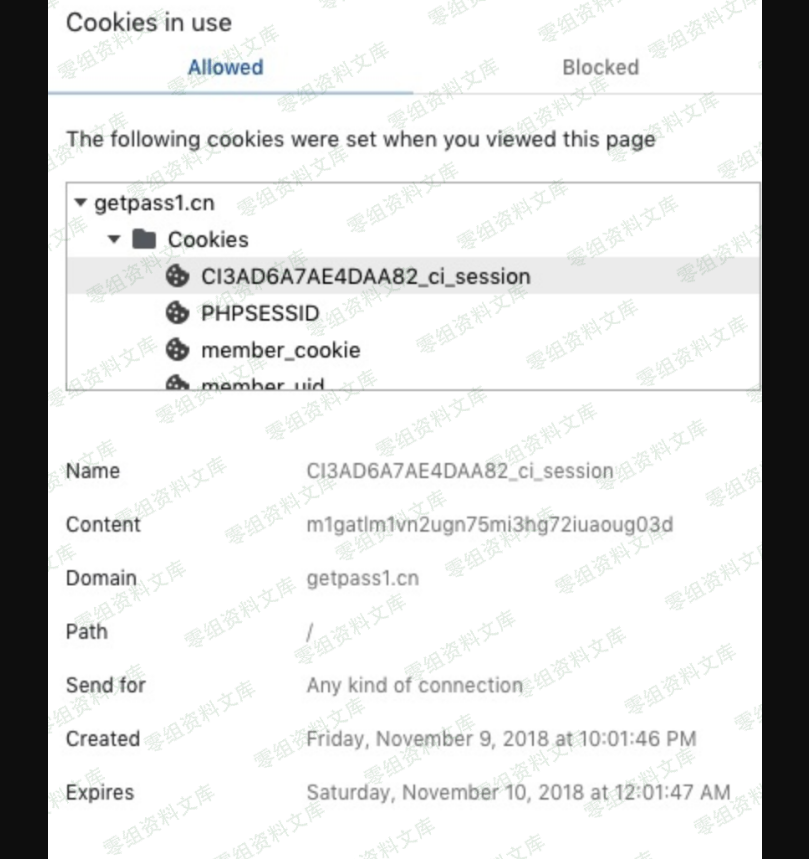 Cookies in use
Allowed Blocked
The following cookies were set when you viewed this page
getpass1.cn
Cookies
CI3AD6A7AE4DAA82_ci_session
PHPSESSID
member_cookie
member_uid
Name CI3AD6A7AE4DAA82_ci_session
Content m1gatlm1vn2ugn75mi3hg72iuaoug03d
Domain getpass1.cn
Path /
Send for Any kind of connection
Created Friday, November 9, 2018 at 10:01:46 PM
Expires Saturday, November 10, 2018 at 12:01:47 AM
零组资料文库